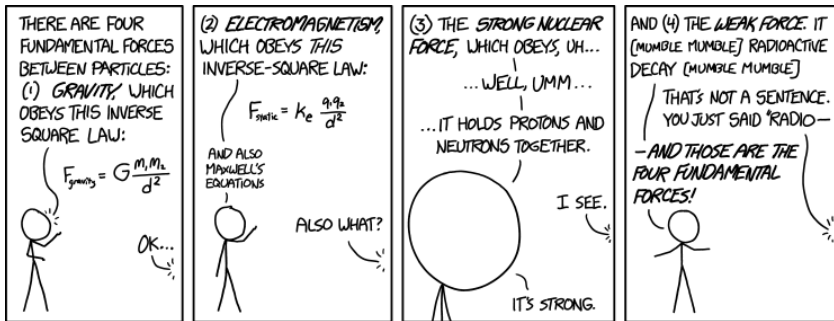 THERE ARE FOUR
FUNDAMENTAL FORCES
BETWEEN PARTICLES:
(1) GRAVITY, WHICH
OBEYS THIS INVERSE
SQUARE LAW:
F_gravity = G m₁m₂/d²
OK...
(2) ELECTROMAGNETISM,
WHICH OBEYS THIS
INVERSE-SQUARE LAW:
F_static = kₑ q₁q₂/d²
AND ALSO
MAXWELL'S
EQUATIONS
ALSO WHAT?
(3) THE STRONG NUCLEAR
FORCE, WHICH OBEYS, UH...
...WELL, UMM...
...IT HOLDS PROTONS AND
NEUTRONS TOGETHER.
I SEE.
IT'S STRONG.
AND (4) THE WEAK FORCE. IT
[MUMBLE MUMBLE] RADIOACTIVE
DECAY [MUMBLE MUMBLE]
THAT'S NOT A SENTENCE.
YOU JUST SAID "RADIO—
—AND THOSE ARE THE
FOUR FUNDAMENTAL
FORCES!